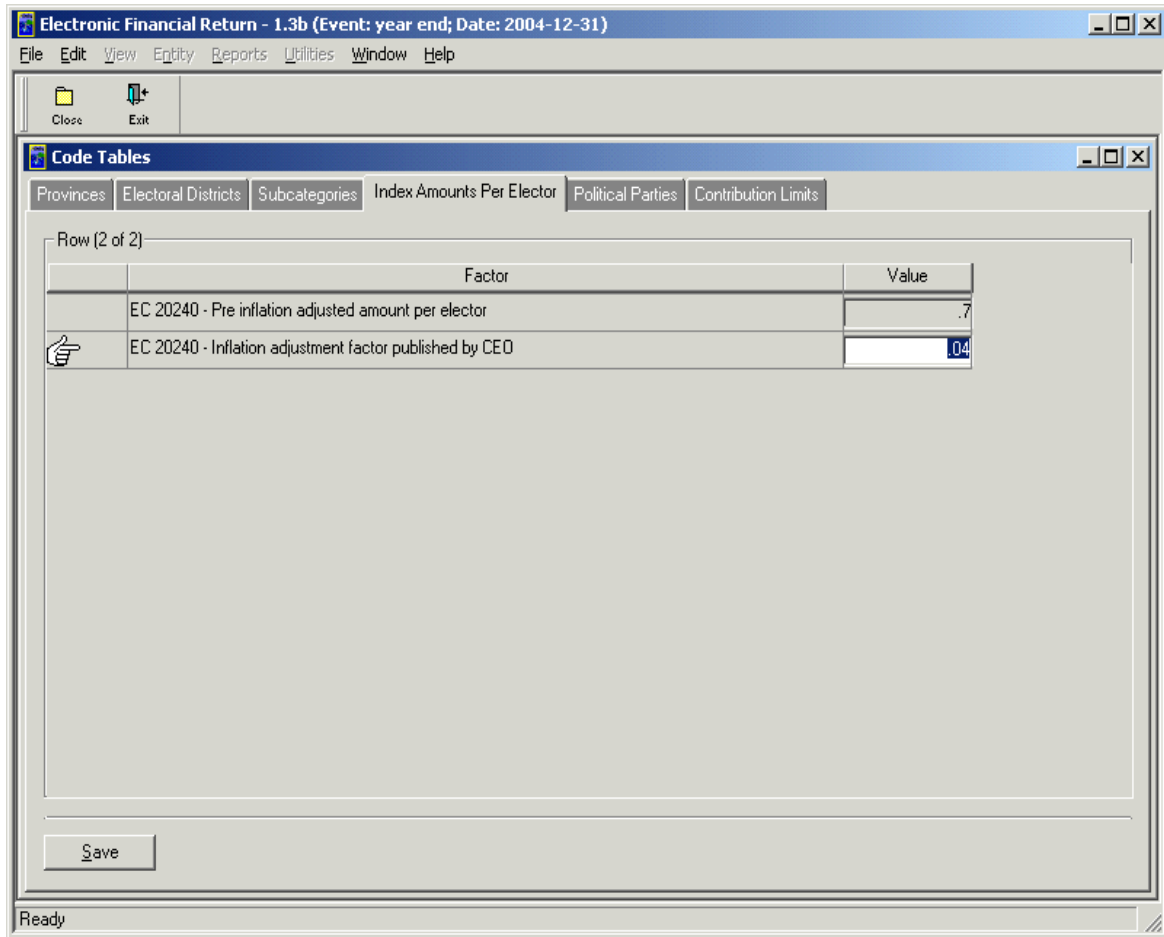 Electronic Financial Return - 1.3b (Event: year end; Date: 2004-12-31)
File Edit View Entity Reports Utilities Window Help
Close Exit
Code Tables
Provinces Electoral Districts Subcategories Index Amounts Per Elector Political Parties Contribution Limits
Row (2 of 2)
Factor Value
EC 20240 - Pre inflation adjusted amount per elector .7
EC 20240 - Inflation adjustment factor published by CEO .04
Save
Ready